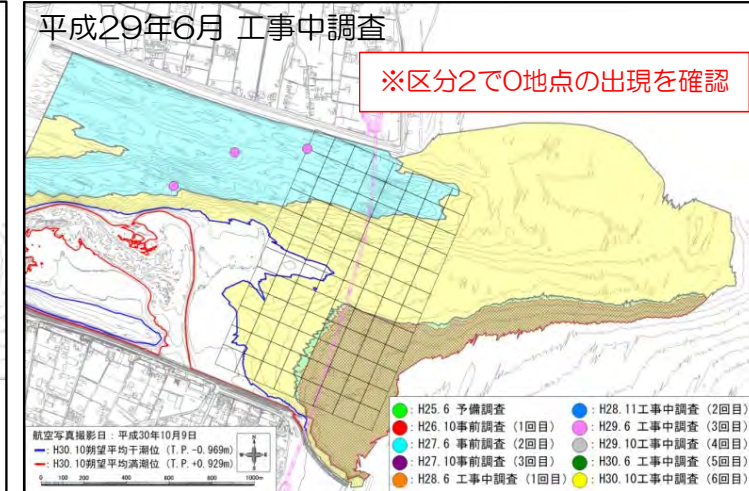 平成29年6月 工事中調査
※区分2で0地点の出現を確認
航空写真撮影日：平成30年10月9日
：H30.10朔望平均干潮位（T.P.-0.969m）
：H30.10朔望平均満潮位（T.P.+0.929m）
0 200 400 600 800 1000m
：H25.6 予備調査
：H26.10事前調査（1回目）
：H27.6 事前調査（2回目）
：H27.10事前調査（3回目）
：H28.6 工事中調査（1回目）
：H28.11工事中調査（2回目）
：H29.6 工事中調査（3回目）
：H29.10工事中調査（4回目）
：H30.6 工事中調査（5回目）
：H30.10工事中調査（6回目）